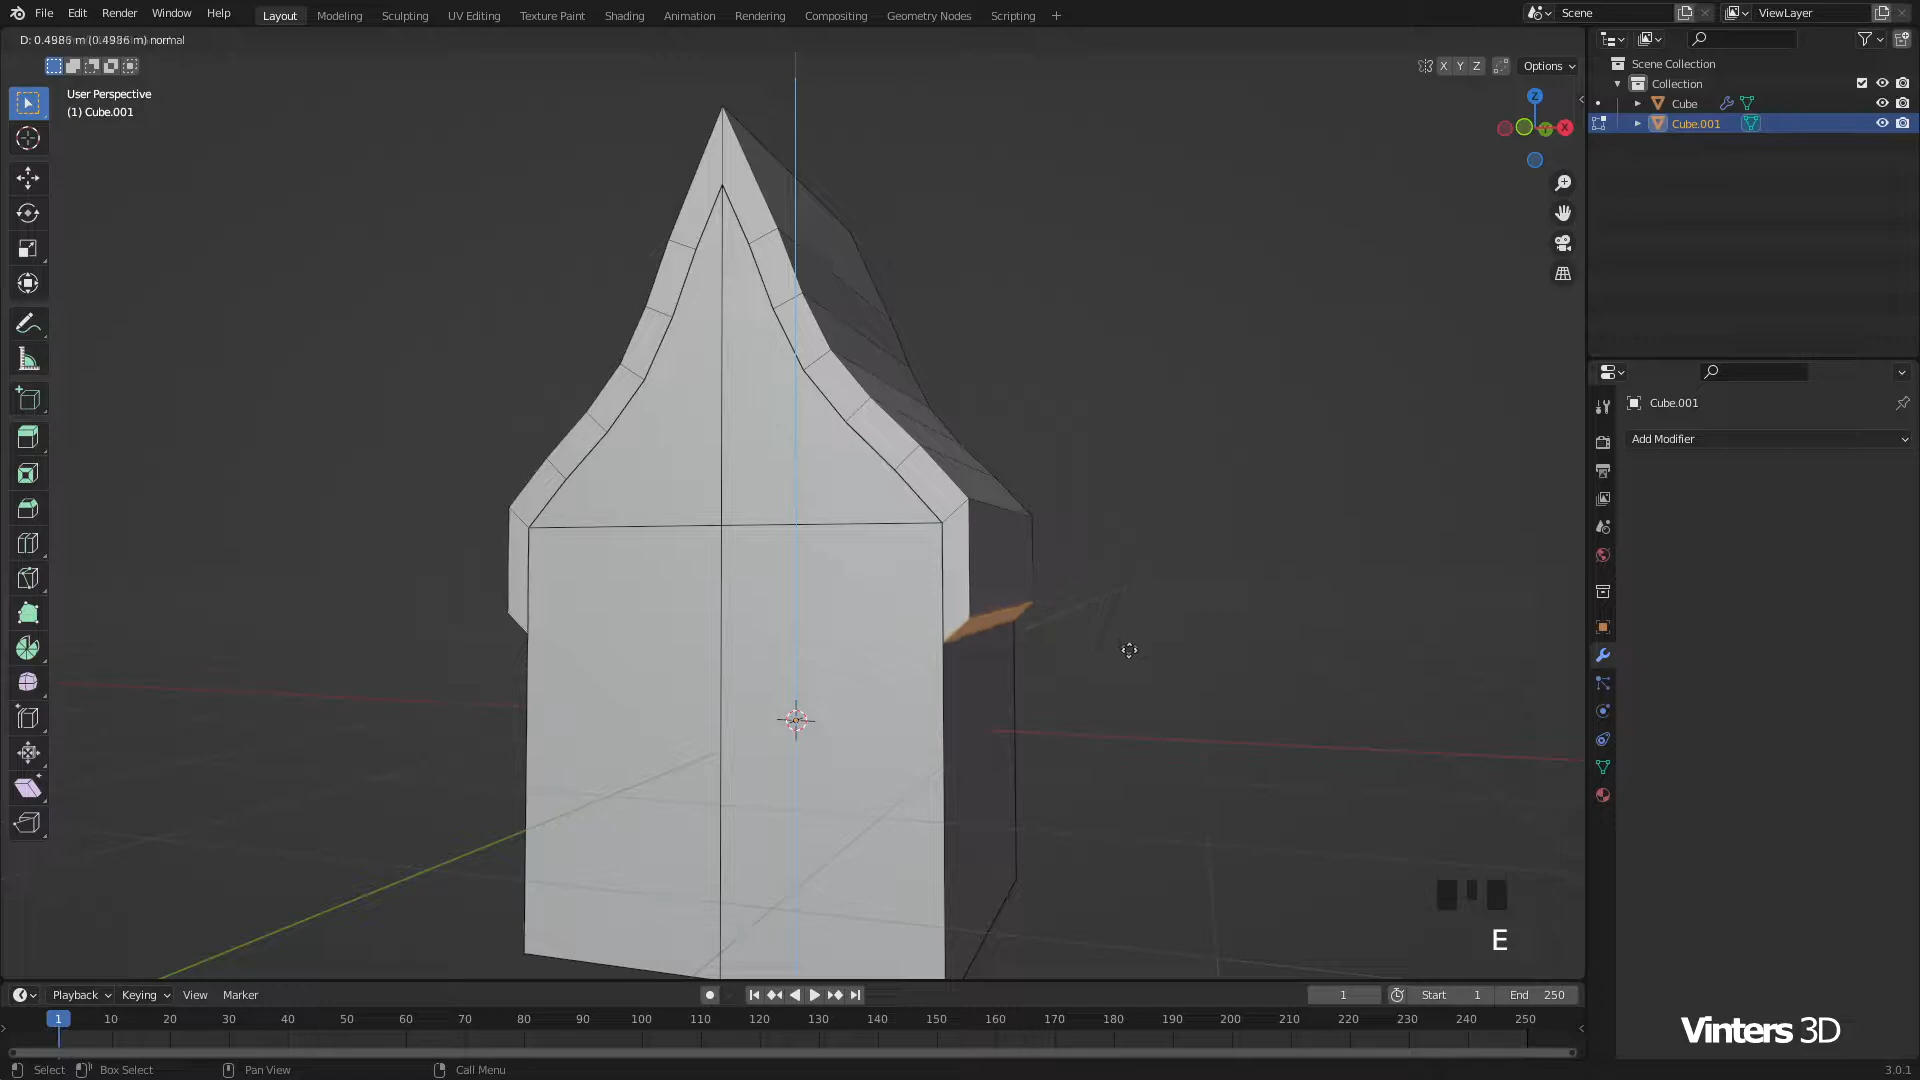 File Edit Render Window Help
Layout Modeling Sculpting UV Editing Texture Paint Shading Animation Rendering Compositing Geometry Nodes Scripting
Scene
ViewLayer
D: 0.4986 m (0.4986 m) normal
X Y Z
Options
User Perspective
(1) Cube.001
Z
X
Scene Collection
Collection
Cube
Cube.001
Cube.001
Add Modifier
E
Playback Keying View Marker
1
Start 1
End 250
1 10 20 30 40 50 60 70 80 90 100 110 120 130 140 150 160 170 180 190 200 210 220 230 240 250
Vinters 3D
Select Box Select Pan View Call Menu
3.0.1